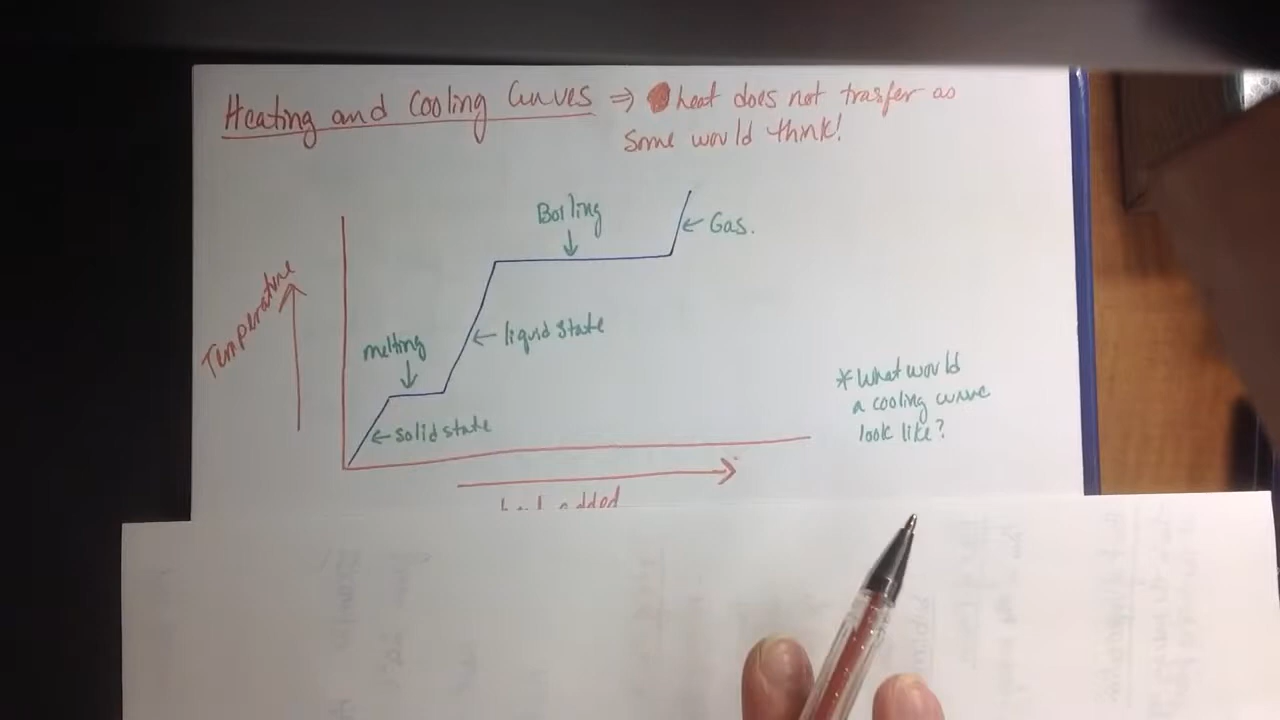 Heating and Cooling Curves ⇒ heat does not trasfer as
some would think!
Boiling
← Gas.
Temperature
melting
← liquid state
← solid state
* What would
a cooling curve
look like?
added